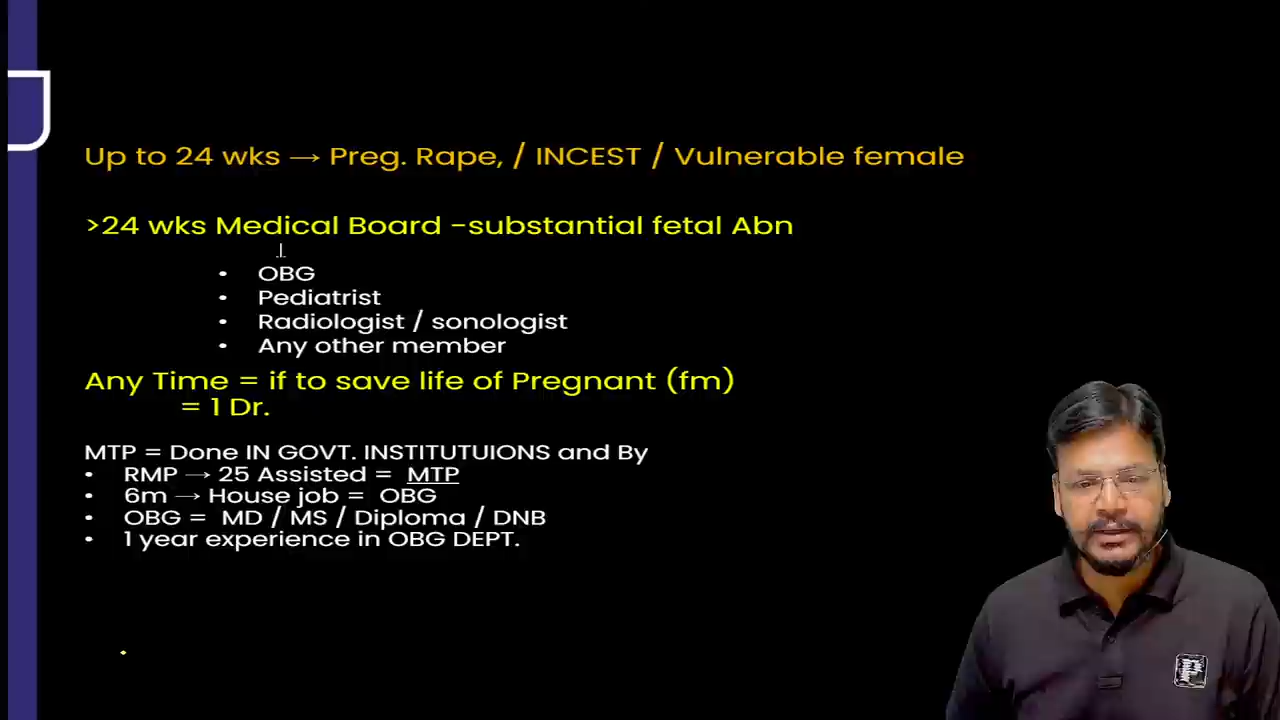 Up to 24 wks → Preg. Rape, / INCEST / Vulnerable female
>24 wks Medical Board -substantial fetal Abn
• OBG
• Pediatrist
• Radiologist / sonologist
• Any other member
Any Time = if to save life of Pregnant (fm)
= 1 Dr.
MTP = Done IN GOVT. INSTITUTUIONS and By
• RMP → 25 Assisted = MTP
• 6m → House job = OBG
• OBG = MD / MS / Diploma / DNB
• 1 year experience in OBG DEPT.
P